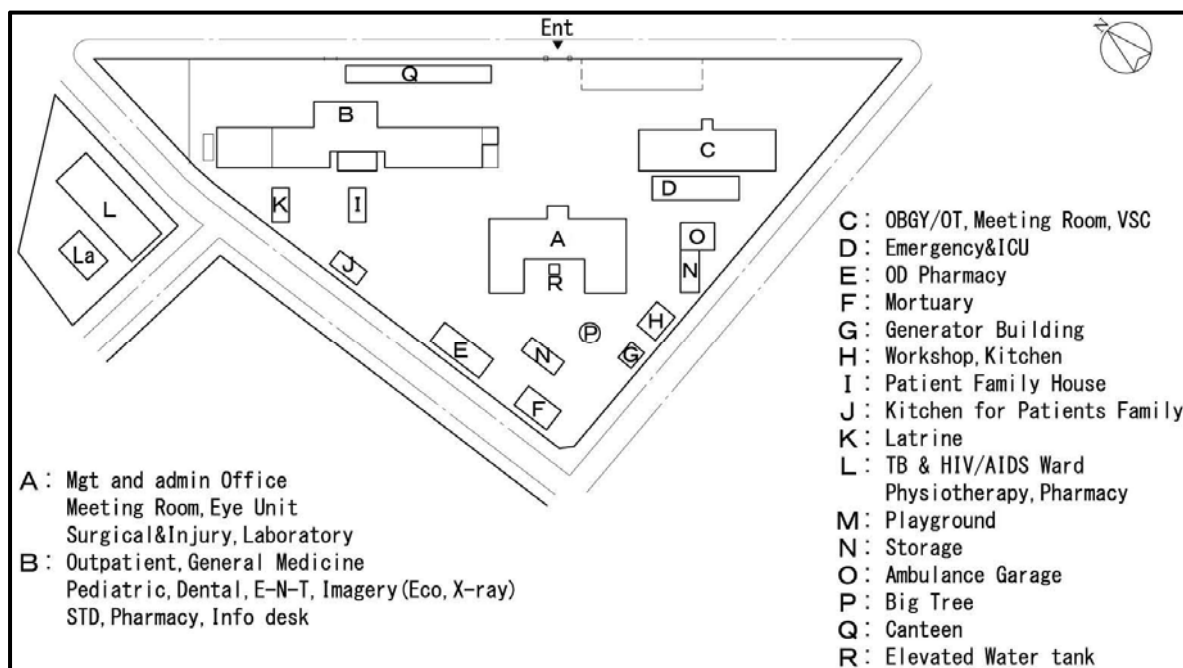 Ent
N
Q
B
C
D
L
K
I
A
O
La
J
R
N
P
H
E
N
G
F
A: Mgt and admin Office
Meeting Room, Eye Unit
Surgical&Injury, Laboratory
B: Outpatient, General Medicine
Pediatric, Dental, E-N-T, Imagery(Eco, X-ray)
STD, Pharmacy, Info desk
C: OBGY/OT, Meeting Room, VSC
D: Emergency&ICU
E: OD Pharmacy
F: Mortuary
G: Generator Building
H: Workshop, Kitchen
I: Patient Family House
J: Kitchen for Patients Family
K: Latrine
L: TB & HIV/AIDS Ward
Physiotherapy, Pharmacy
M: Playground
N: Storage
O: Ambulance Garage
P: Big Tree
Q: Canteen
R: Elevated Water tank